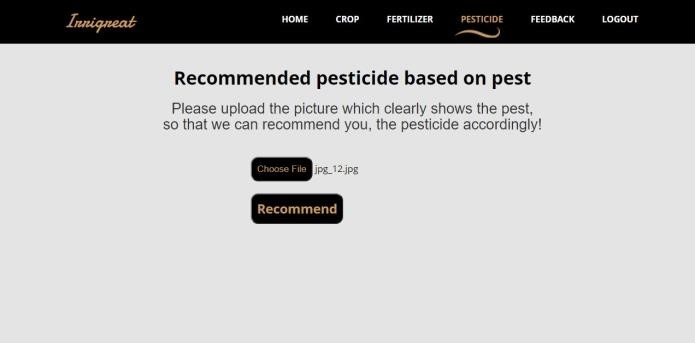 Irrigreat
HOME CROP FERTILIZER PESTICIDE FEEDBACK LOGOUT
Recommended pesticide based on pest
Please upload the picture which clearly shows the pest,
so that we can recommend you, the pesticide accordingly!
Choose File jpg_12.jpg
Recommend